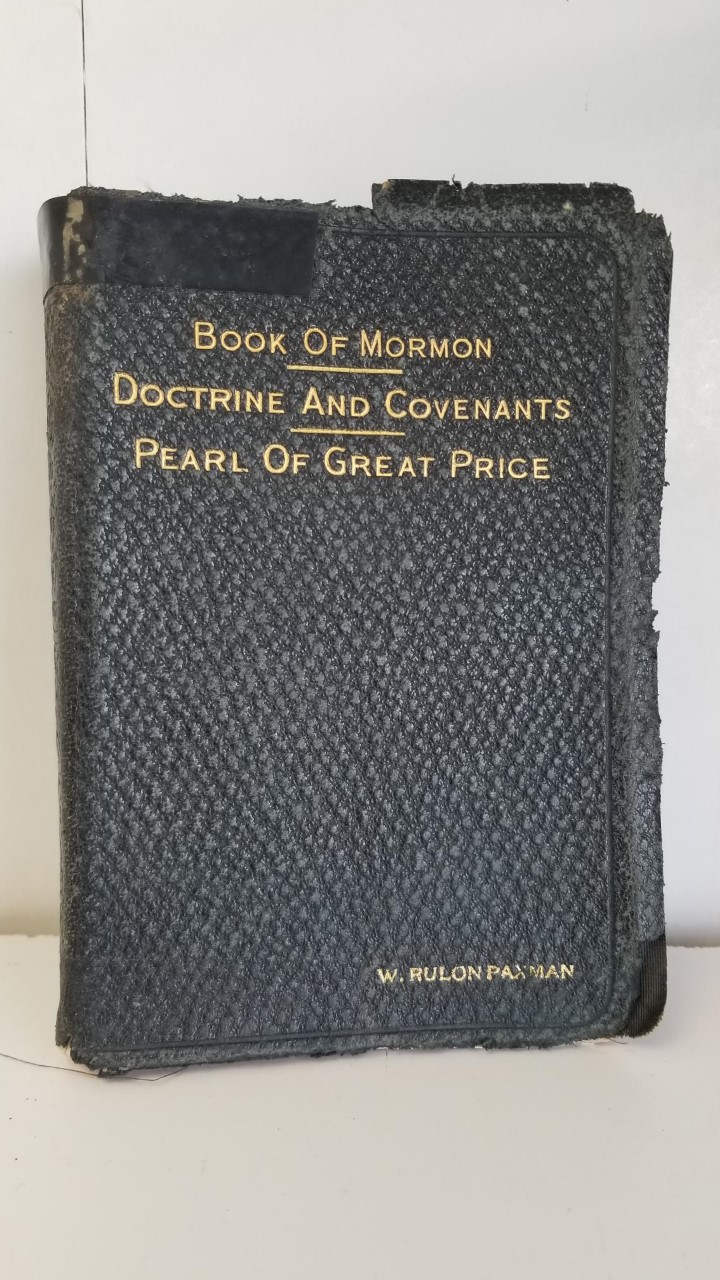 Book Of Mormon
Doctrine And Covenants
Pearl Of Great Price
W. RULON PAXMAN